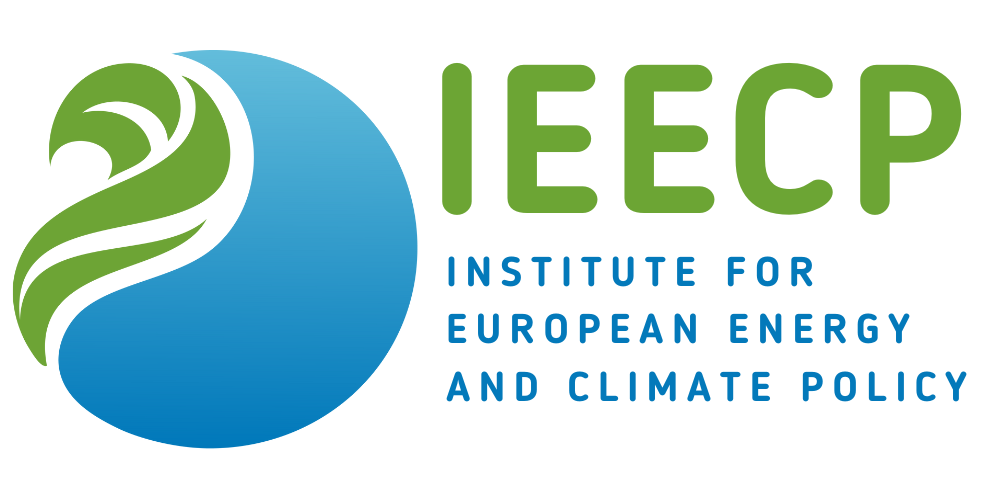 IEECP
INSTITUTE FOR
EUROPEAN ENERGY
AND CLIMATE POLICY